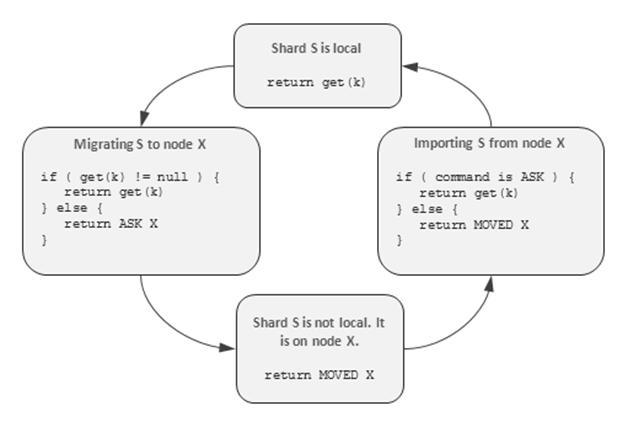 Shard S is local
return get(k)
Migrating S to node X
if ( get(k) != null ) {
return get(k)
} else {
return ASK X
}
Importing S from node X
if ( command is ASK ) {
return get(k)
} else {
return MOVED X
}
Shard S is not local. It
is on node X.
return MOVED X